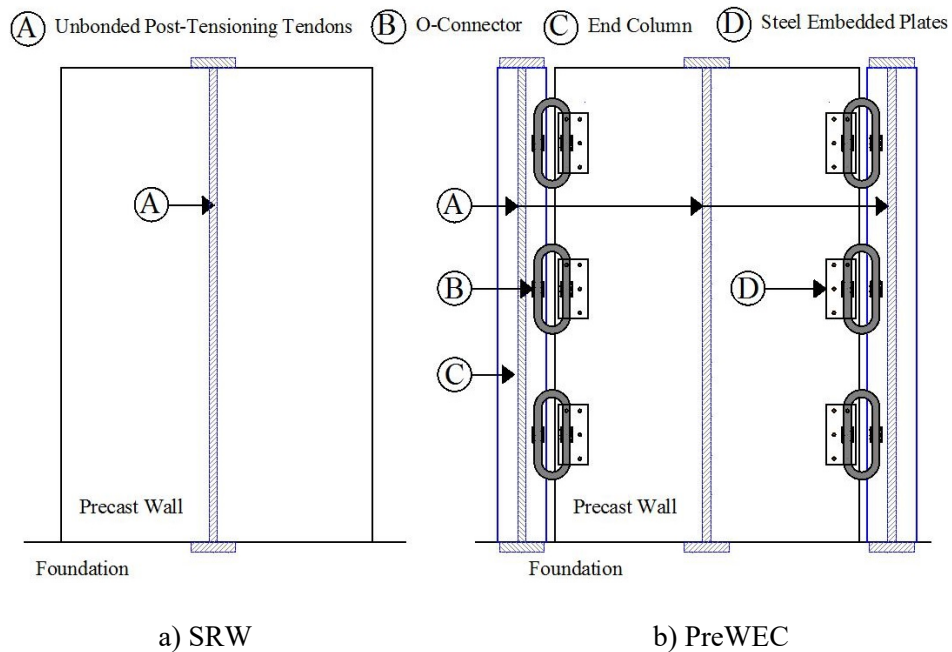 A Unbonded Post-Tensioning Tendons B O-Connector C End Column D Steel Embedded Plates
A
A
B
D
C
Precast Wall
Precast Wall
Foundation
Foundation
a) SRW
b) PreWEC